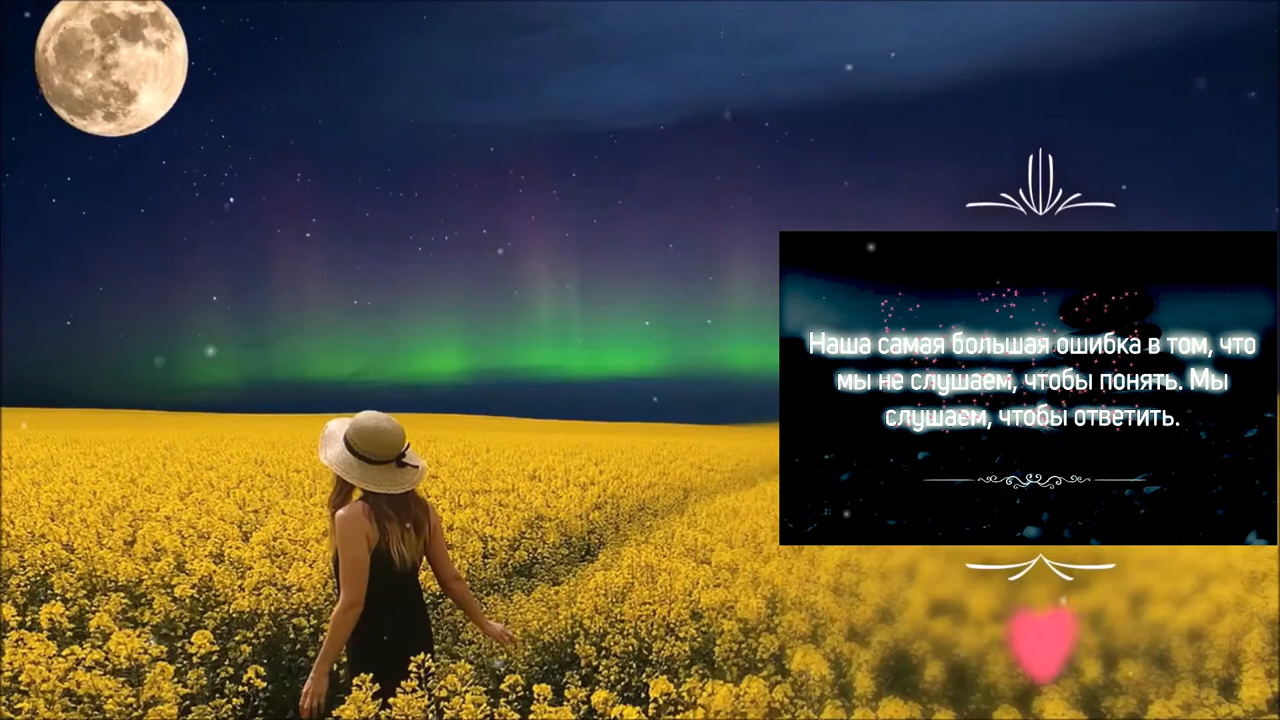 Наша самая большая ошибка в том, что
мы не слушаем, чтобы понять. Мы
слушаем, чтобы ответить.